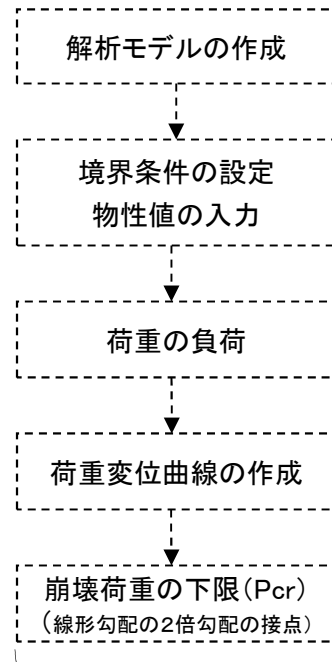 解析モデルの作成
境界条件の設定
物性値の入力
荷重の負荷
荷重変位曲線の作成
崩壊荷重の下限(Pcr)
(線形勾配の2倍勾配の接点)